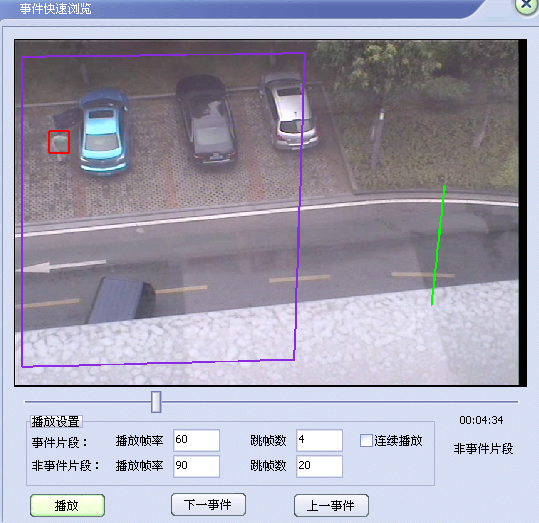 事件快速浏览
播放设置
00:04:34
事件片段： 播放帧率 60 跳帧数 4 连续播放
非事件片段
非事件片段： 播放帧率 90 跳帧数 20
播放 下一事件 上一事件